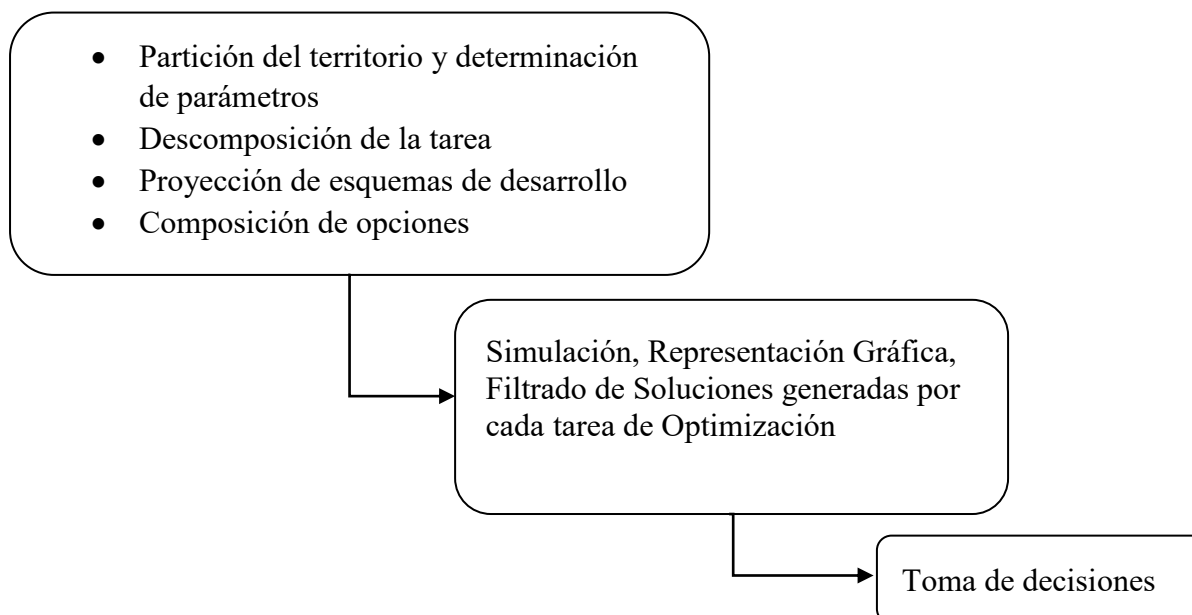 • Partición del territorio y determinación
de parámetros
• Descomposición de la tarea
• Proyección de esquemas de desarrollo
• Composición de opciones
Simulación, Representación Gráfica,
Filtrado de Soluciones generadas por
cada tarea de Optimización
Toma de decisiones